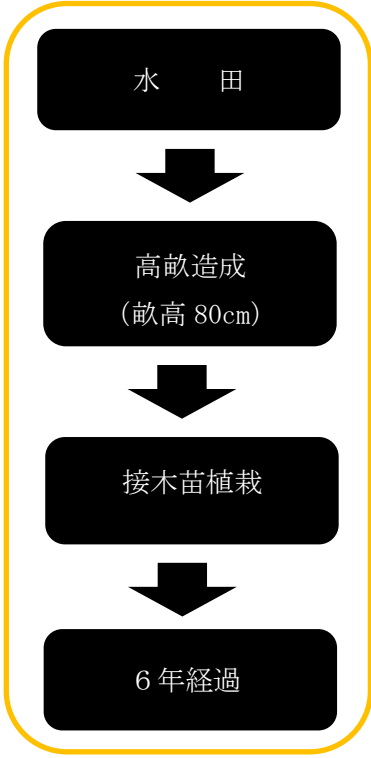 水　　田
高畝造成
（畝高 80cm）
接木苗植栽
６年経過